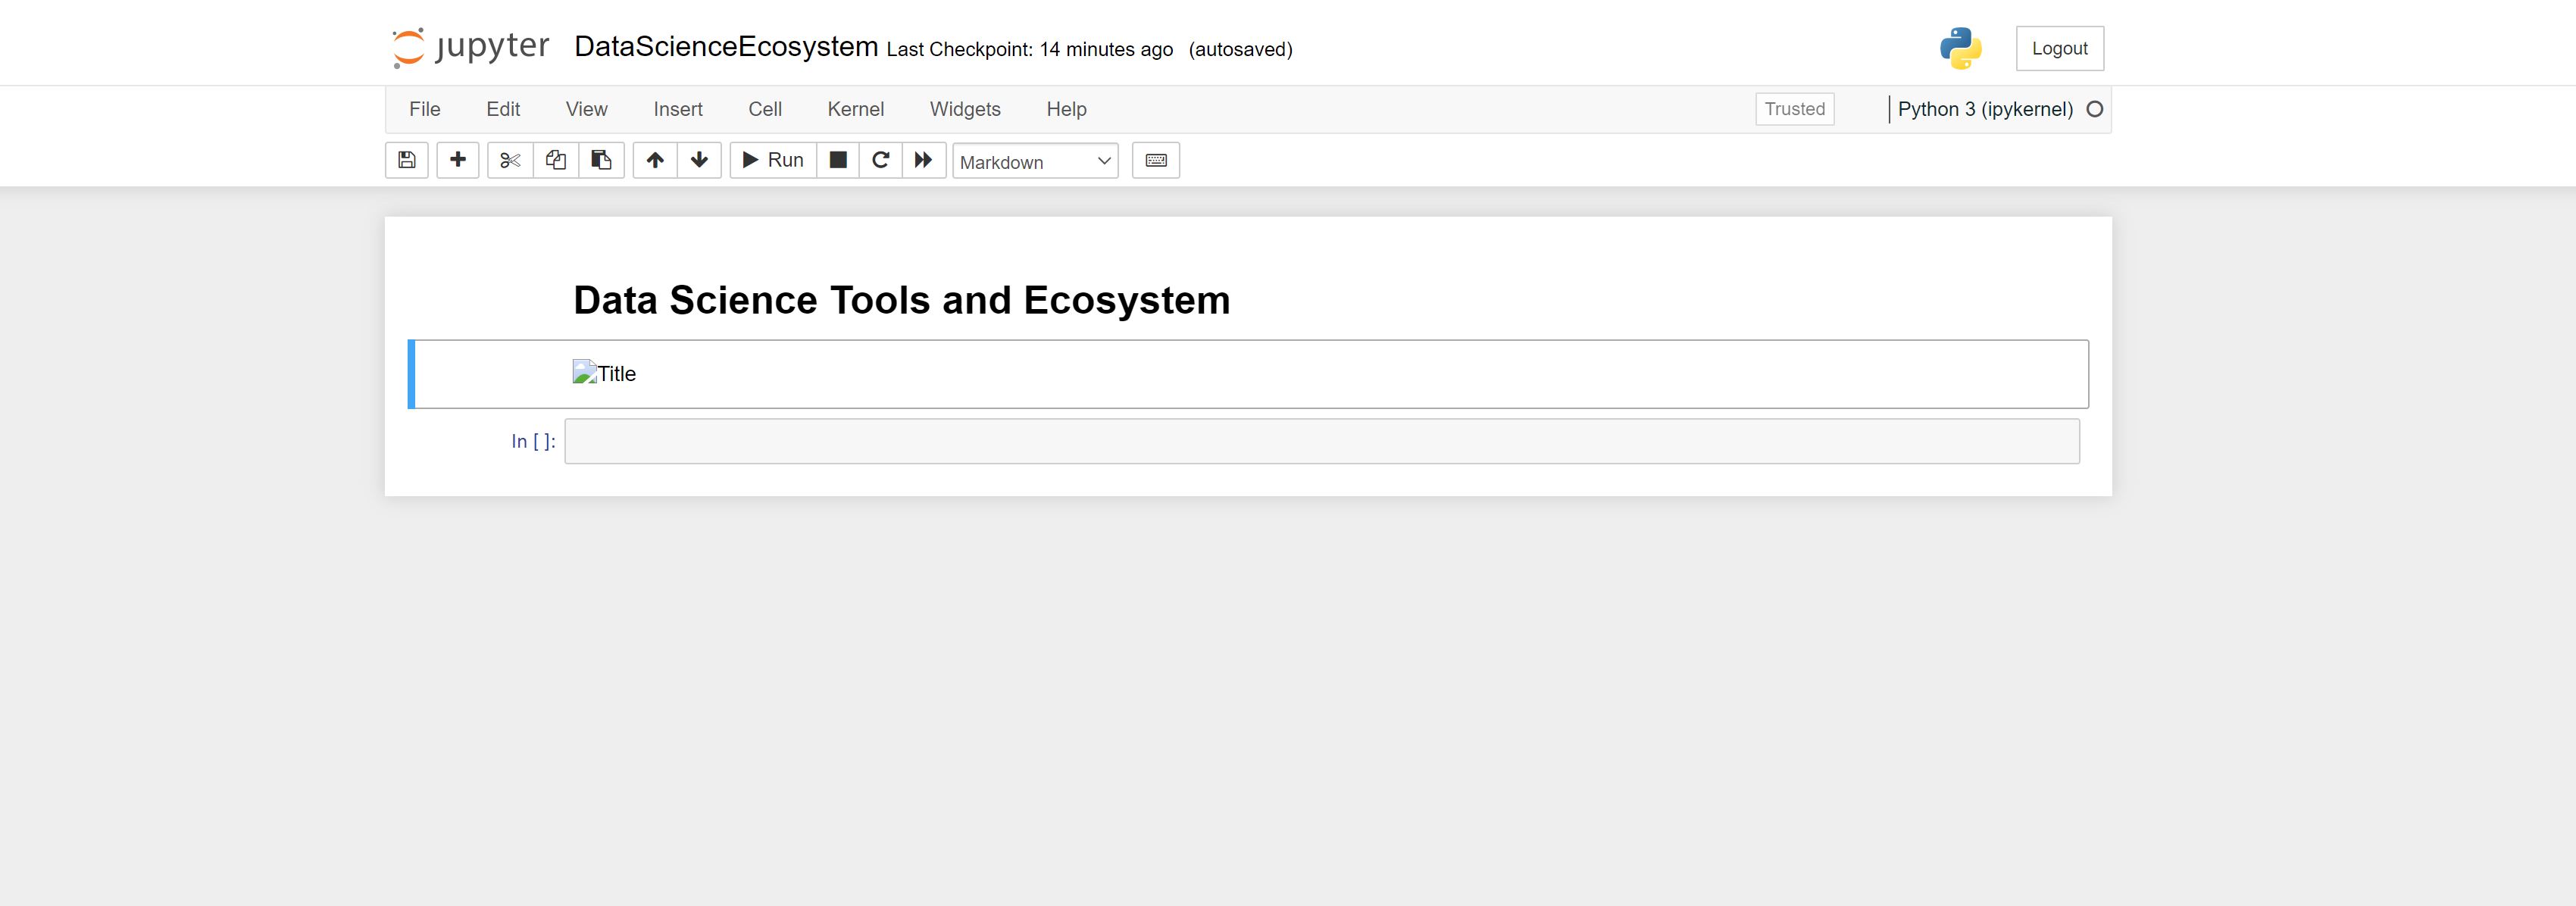 jupyter DataScienceEcosystem Last Checkpoint: 14 minutes ago (autosaved) Logout
File Edit View Insert Cell Kernel Widgets Help Trusted Python 3 (ipykernel)
Run Markdown
Data Science Tools and Ecosystem
Title
In [ ]: